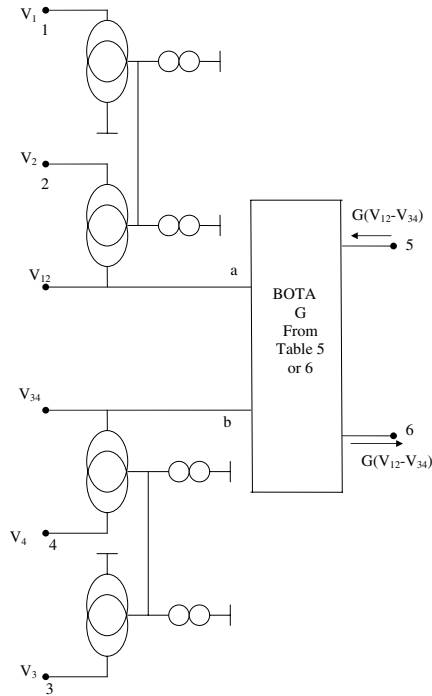 V1
1
V2
2
V12
a
G(V12-V34)
5
BOTA
G
From
Table 5
or 6
V34
b
6
G(V12-V34)
V4
4
V3
3